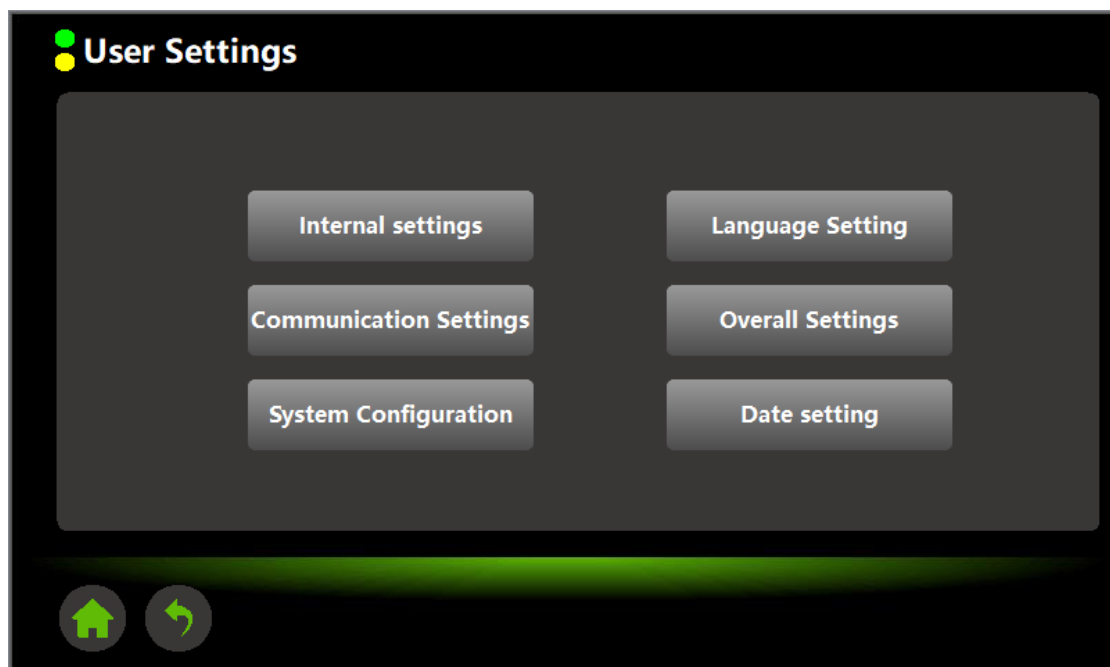 User Settings
Internal settings
Language Setting
Communication Settings
Overall Settings
System Configuration
Date setting